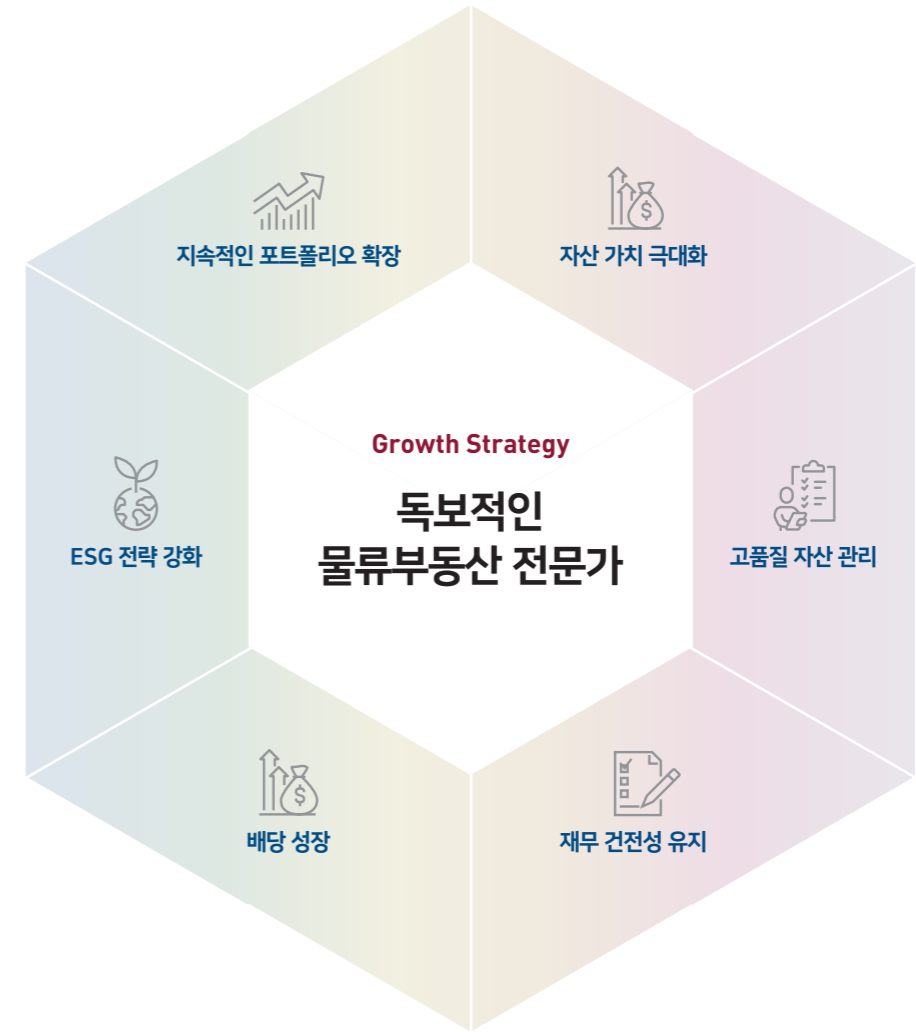 지속적인 포트폴리오 확장
자산 가치 극대화
Growth Strategy
독보적인
물류부동산 전문가
ESG 전략 강화
고품질 자산 관리
배당 성장
재무 건전성 유지